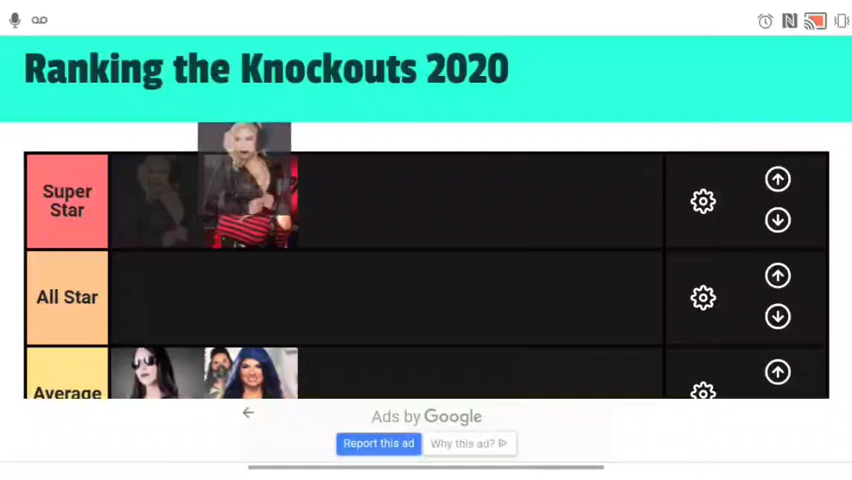 Ranking the Knockouts 2020
Super
Star
All Star
Average
Ads by Google
Report this ad
Why this ad?